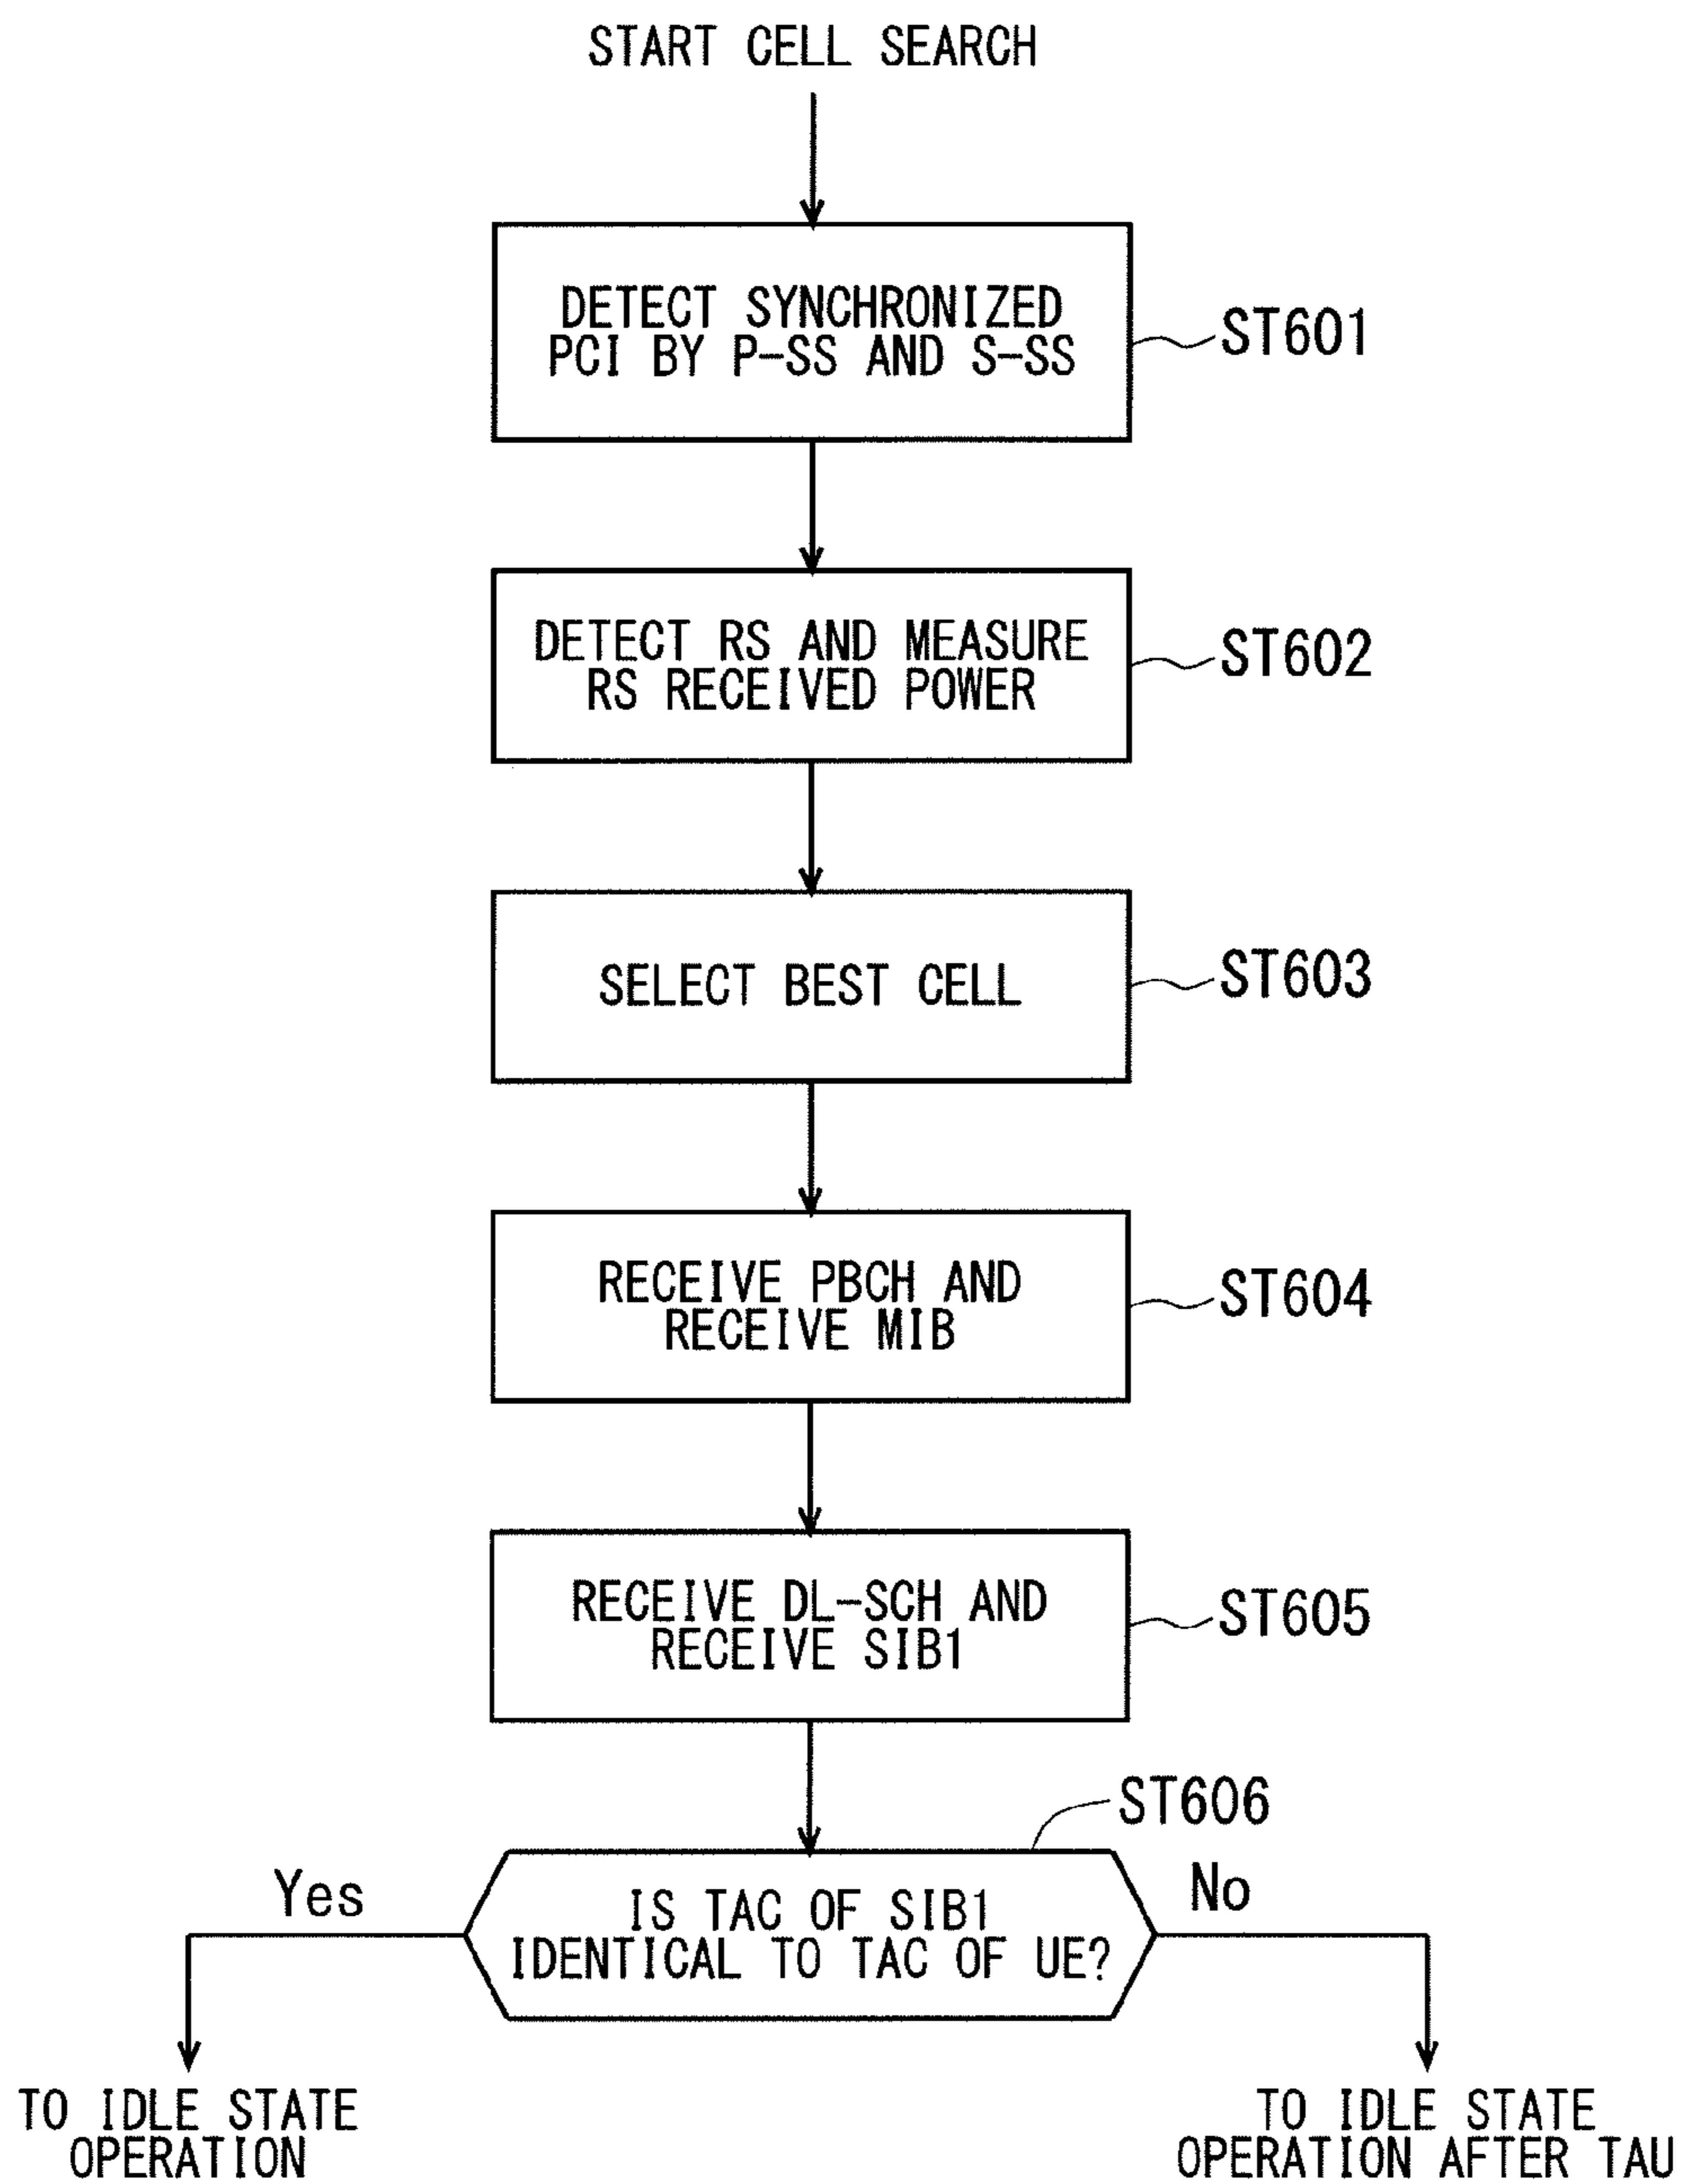 START CELL SEARCH
DETECT SYNCHRONIZED
PCI BY P-SS AND S-SS
ST601
DETECT RS AND MEASURE
RS RECEIVED POWER
ST602
SELECT BEST CELL
ST603
RECEIVE PBCH AND
RECEIVE MIB
ST604
RECEIVE DL-SCH AND
RECEIVE SIB1
ST605
ST606
Yes
No
IS TAC OF SIB1
IDENTICAL TO TAC OF UE?
TO IDLE STATE
OPERATION
TO IDLE STATE
OPERATION AFTER TAU